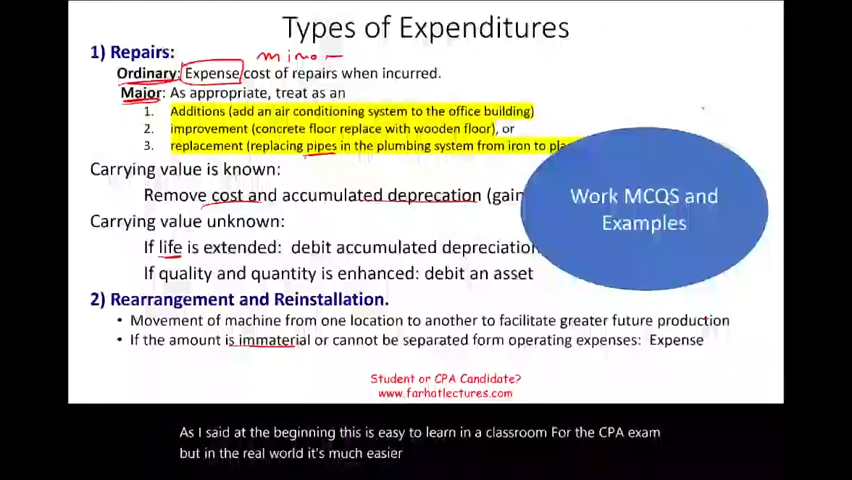 Types of Expenditures
1) Repairs:
mino
Ordinary: Expense cost of repairs when incurred.
Major: As appropriate, treat as an
1. Additions (add an air conditioning system to the office building)
2. improvement (concrete floor replace with wooden floor), or
3. replacement (replacing pipes in the plumbing system from iron to
Carrying value is known:
Remove cost and accumulated deprecation (gain
Carrying value unknown:
If life is extended: debit accumulated depreciation
If quality and quantity is enhanced: debit an asset
Work MCQS and
Examples
2) Rearrangement and Reinstallation.
• Movement of machine from one location to another to facilitate greater future production
• If the amount is immaterial or cannot be separated form operating expenses: Expense
Student or CPA Candidate?
www.farhatlectures.com
As I said at the beginning this is easy to learn in a classroom For the CPA exam
but in the real world it's much easier